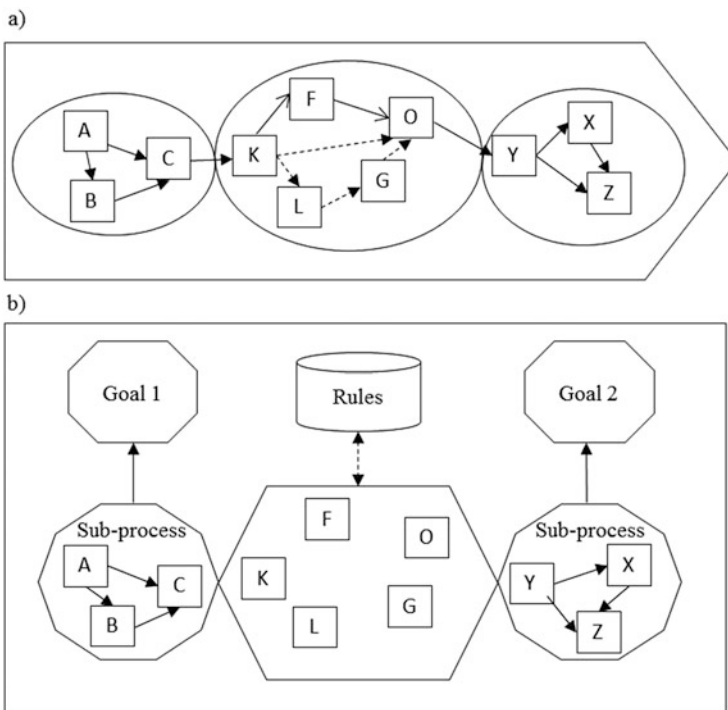 a)
A
B
C
K
F
O
L
G
Y
X
Z
b)
Goal 1
Rules
Goal 2
Sub-process
A
B
C
F
O
K
G
L
Sub-process
Y
X
Z